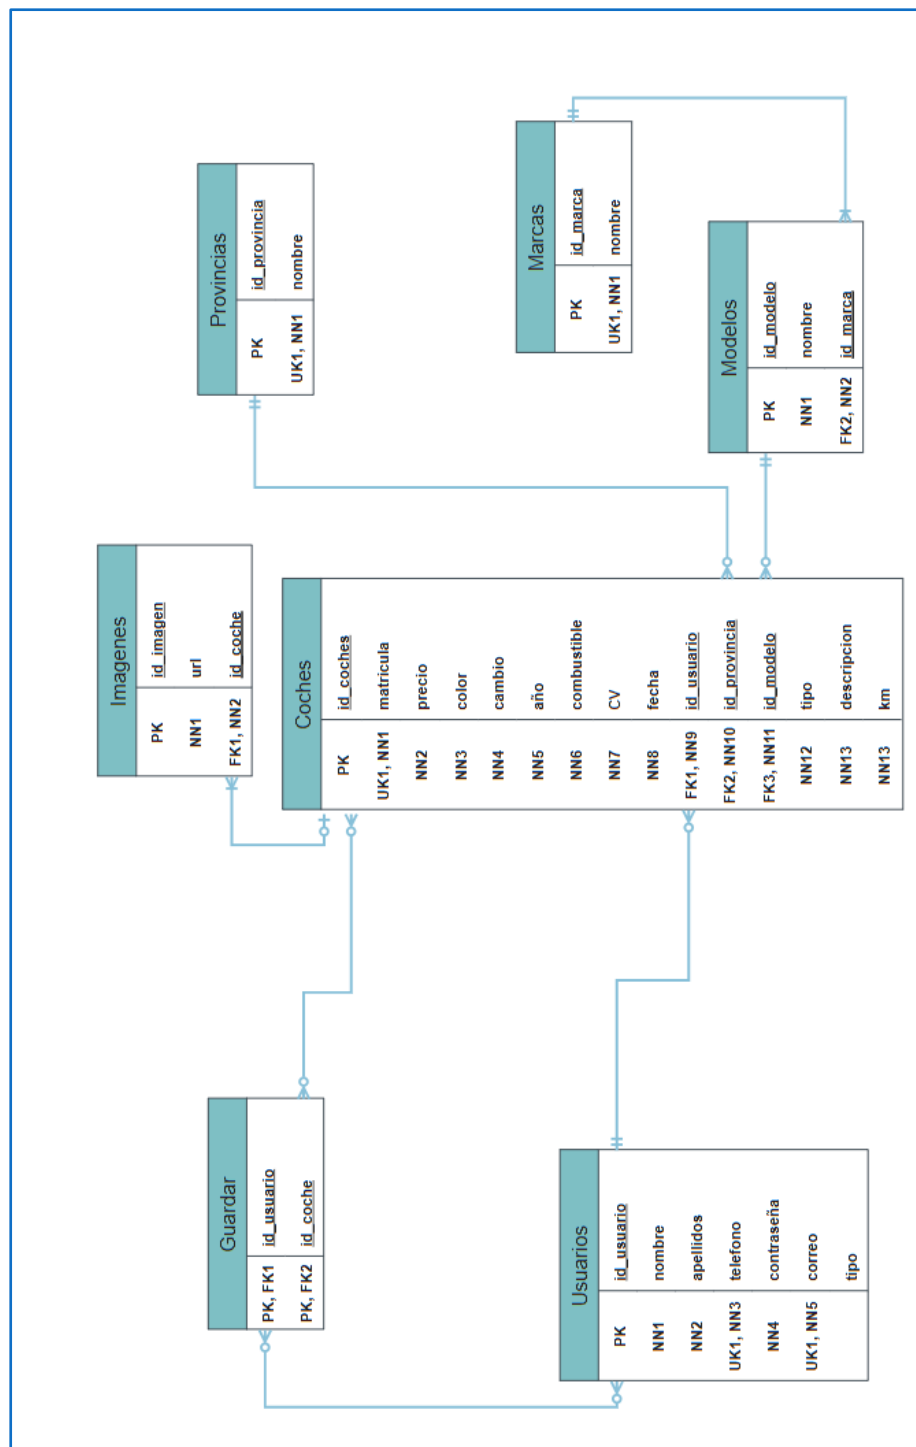 Guardar
PK, FK1 id_usuario
PK, FK2 id_coche
Usuarios
PK id_usuario
NN1 nombre
NN2 apellidos
UK1, NN3 telefono
NN4 contraseña
UK1, NN5 correo
tipo
Imagenes
PK id_imagen
NN1 url
FK1, NN2 id_coche
Coches
PK id_coches
UK1, NN1 matricula
NN2 precio
NN3 color
NN4 cambio
NN5 año
NN6 combustible
NN7 CV
NN8 fecha
FK1, NN9 id_usuario
FK2, NN10 id_provincia
FK3, NN11 id_modelo
NN12 tipo
NN13 descripcion
NN13 km
Provincias
PK id_provincia
UK1, NN1 nombre
Marcas
PK id_marca
UK1, NN1 nombre
Modelos
PK id_modelo
NN1 nombre
FK2, NN2 id_marca